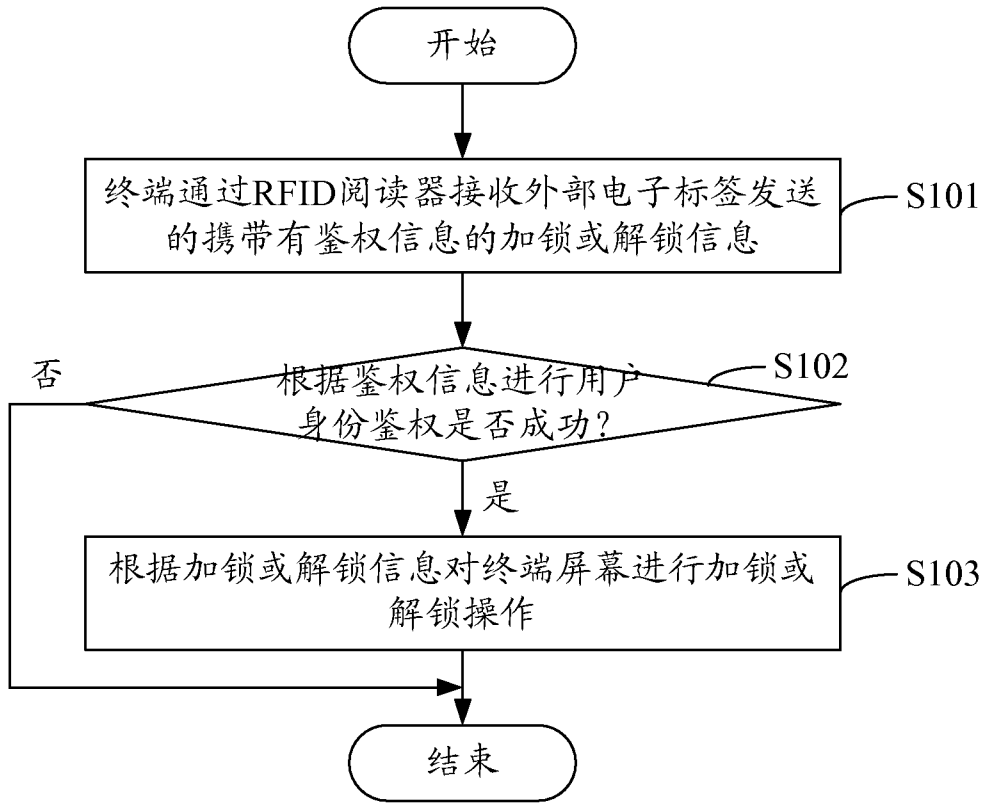 开始
终端通过RFID阅读器接收外部电子标签发送
的携带有鉴权信息的加锁或解锁信息
S101
否
根据鉴权信息进行用户
身份鉴权是否成功?
S102
是
根据加锁或解锁信息对终端屏幕进行加锁或
解锁操作
S103
结束